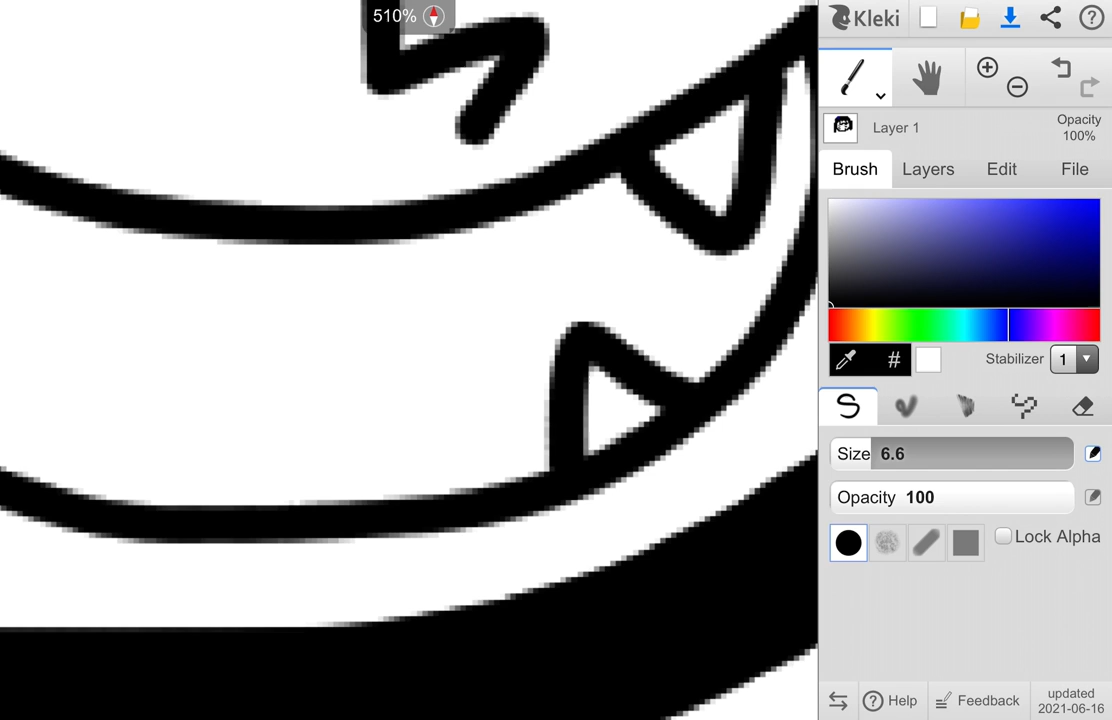 510%
Kleki
Layer 1
Opacity
100%
Brush
Layers
Edit
File
#
Stabilizer 1
Size 6.6
Opacity 100
Lock Alpha
Help
Feedback
updated
2021-06-16